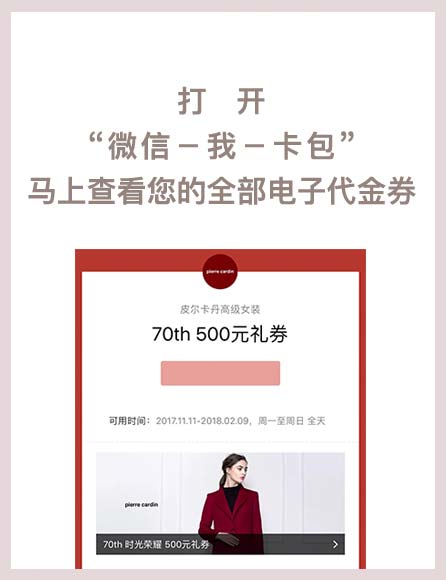 打 开
“微信－我－卡包”
马上查看您的全部电子代金券
pierre cardin
皮尔卡丹高级女装
70th 500元礼券
可用时间：2017.11.11-2018.02.09，周一至周日 全天
pierre cardin
70th 时光荣耀 500元礼券